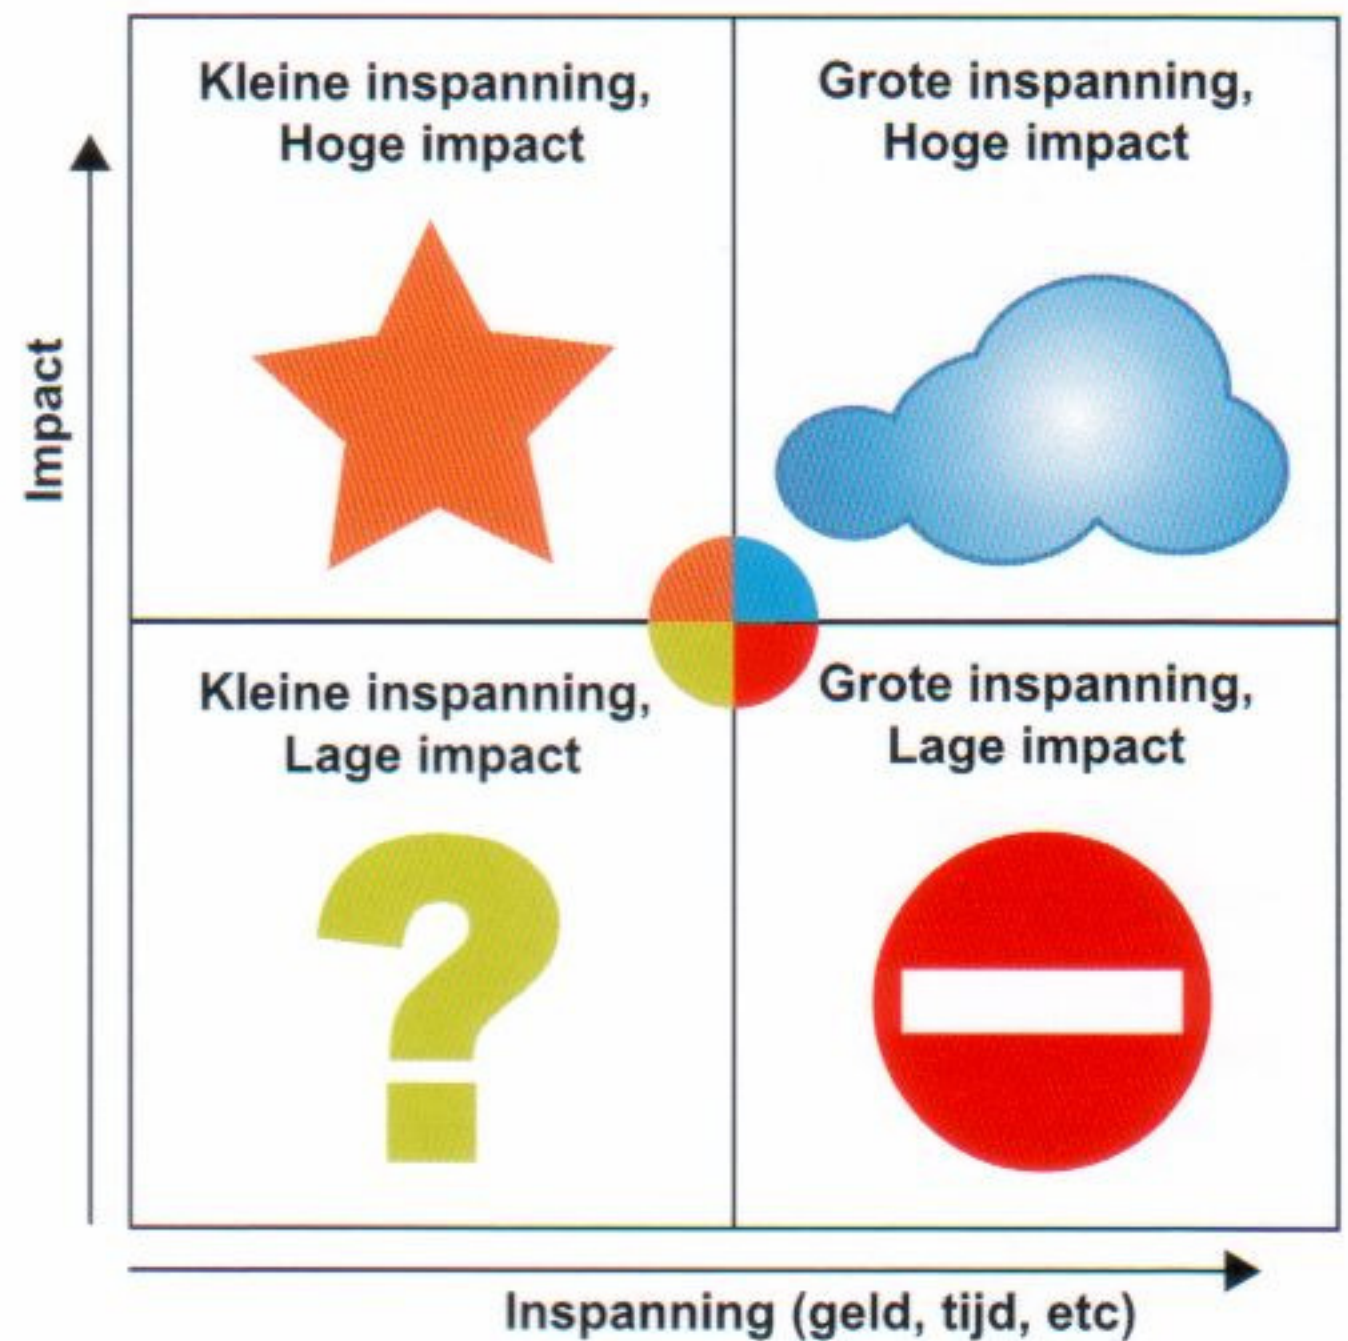 Kleine inspanning,
Hoge impact
Grote inspanning,
Hoge impact
Impact
Kleine inspanning,
Lage impact
Grote inspanning,
Lage impact
Inspanning (geld, tijd, etc)